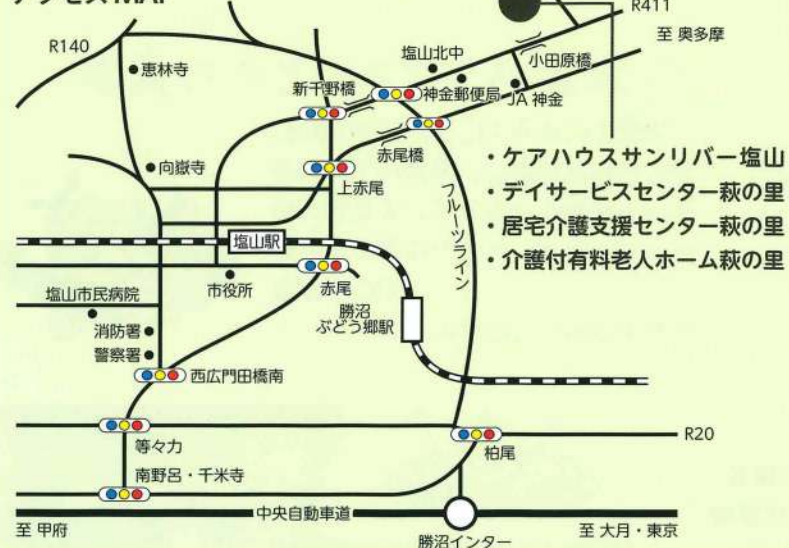 アクセス MAP
R411
R140
至 奥多摩
塩山北中
小田原橋
恵林寺
新千野橋
神金郵便局
JA 神金
赤尾橋
・ケアハウスサンリバー塩山
向嶽寺
上赤尾
・デイサービスセンター萩の里
フルーツライン
・居宅介護支援センター萩の里
塩山駅
・介護付有料老人ホーム萩の里
市役所
赤尾
塩山市民病院
勝沼
ぶどう郷駅
消防署
警察署
西広門田橋南
等々力
柏尾
R20
南野呂・千米寺
中央自動車道
至 甲府
勝沼インター
至 大月・東京